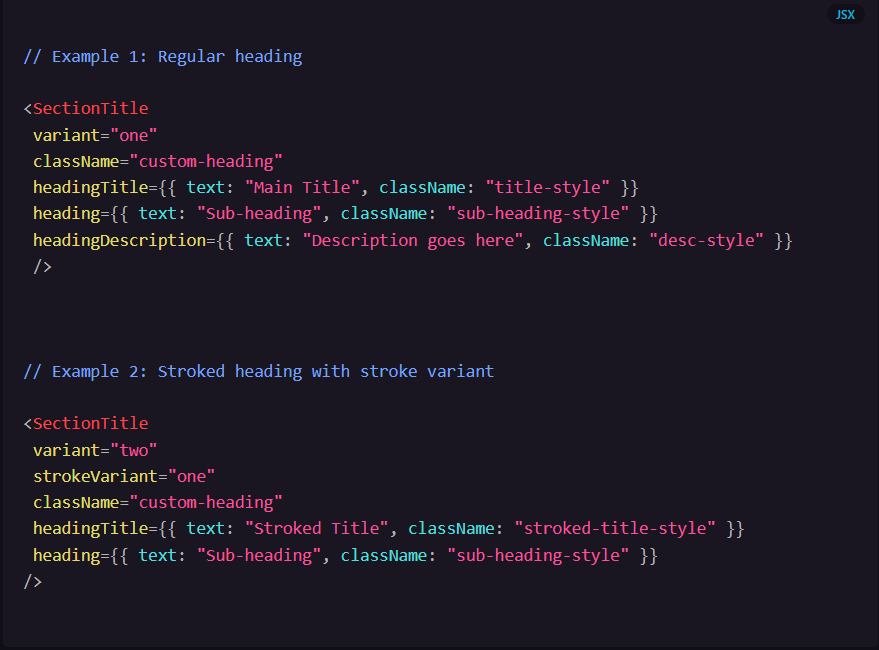 JSX
// Example 1: Regular heading
<SectionTitle
variant="one"
className="custom-heading"
headingTitle={{ text: "Main Title", className: "title-style" }}
heading={{ text: "Sub-heading", className: "sub-heading-style" }}
headingDescription={{ text: "Description goes here", className: "desc-style" }}
/>
// Example 2: Stroked heading with stroke variant
<SectionTitle
variant="two"
strokeVariant="one"
className="custom-heading"
headingTitle={{ text: "Stroked Title", className: "stroked-title-style" }}
heading={{ text: "Sub-heading", className: "sub-heading-style" }}
/>